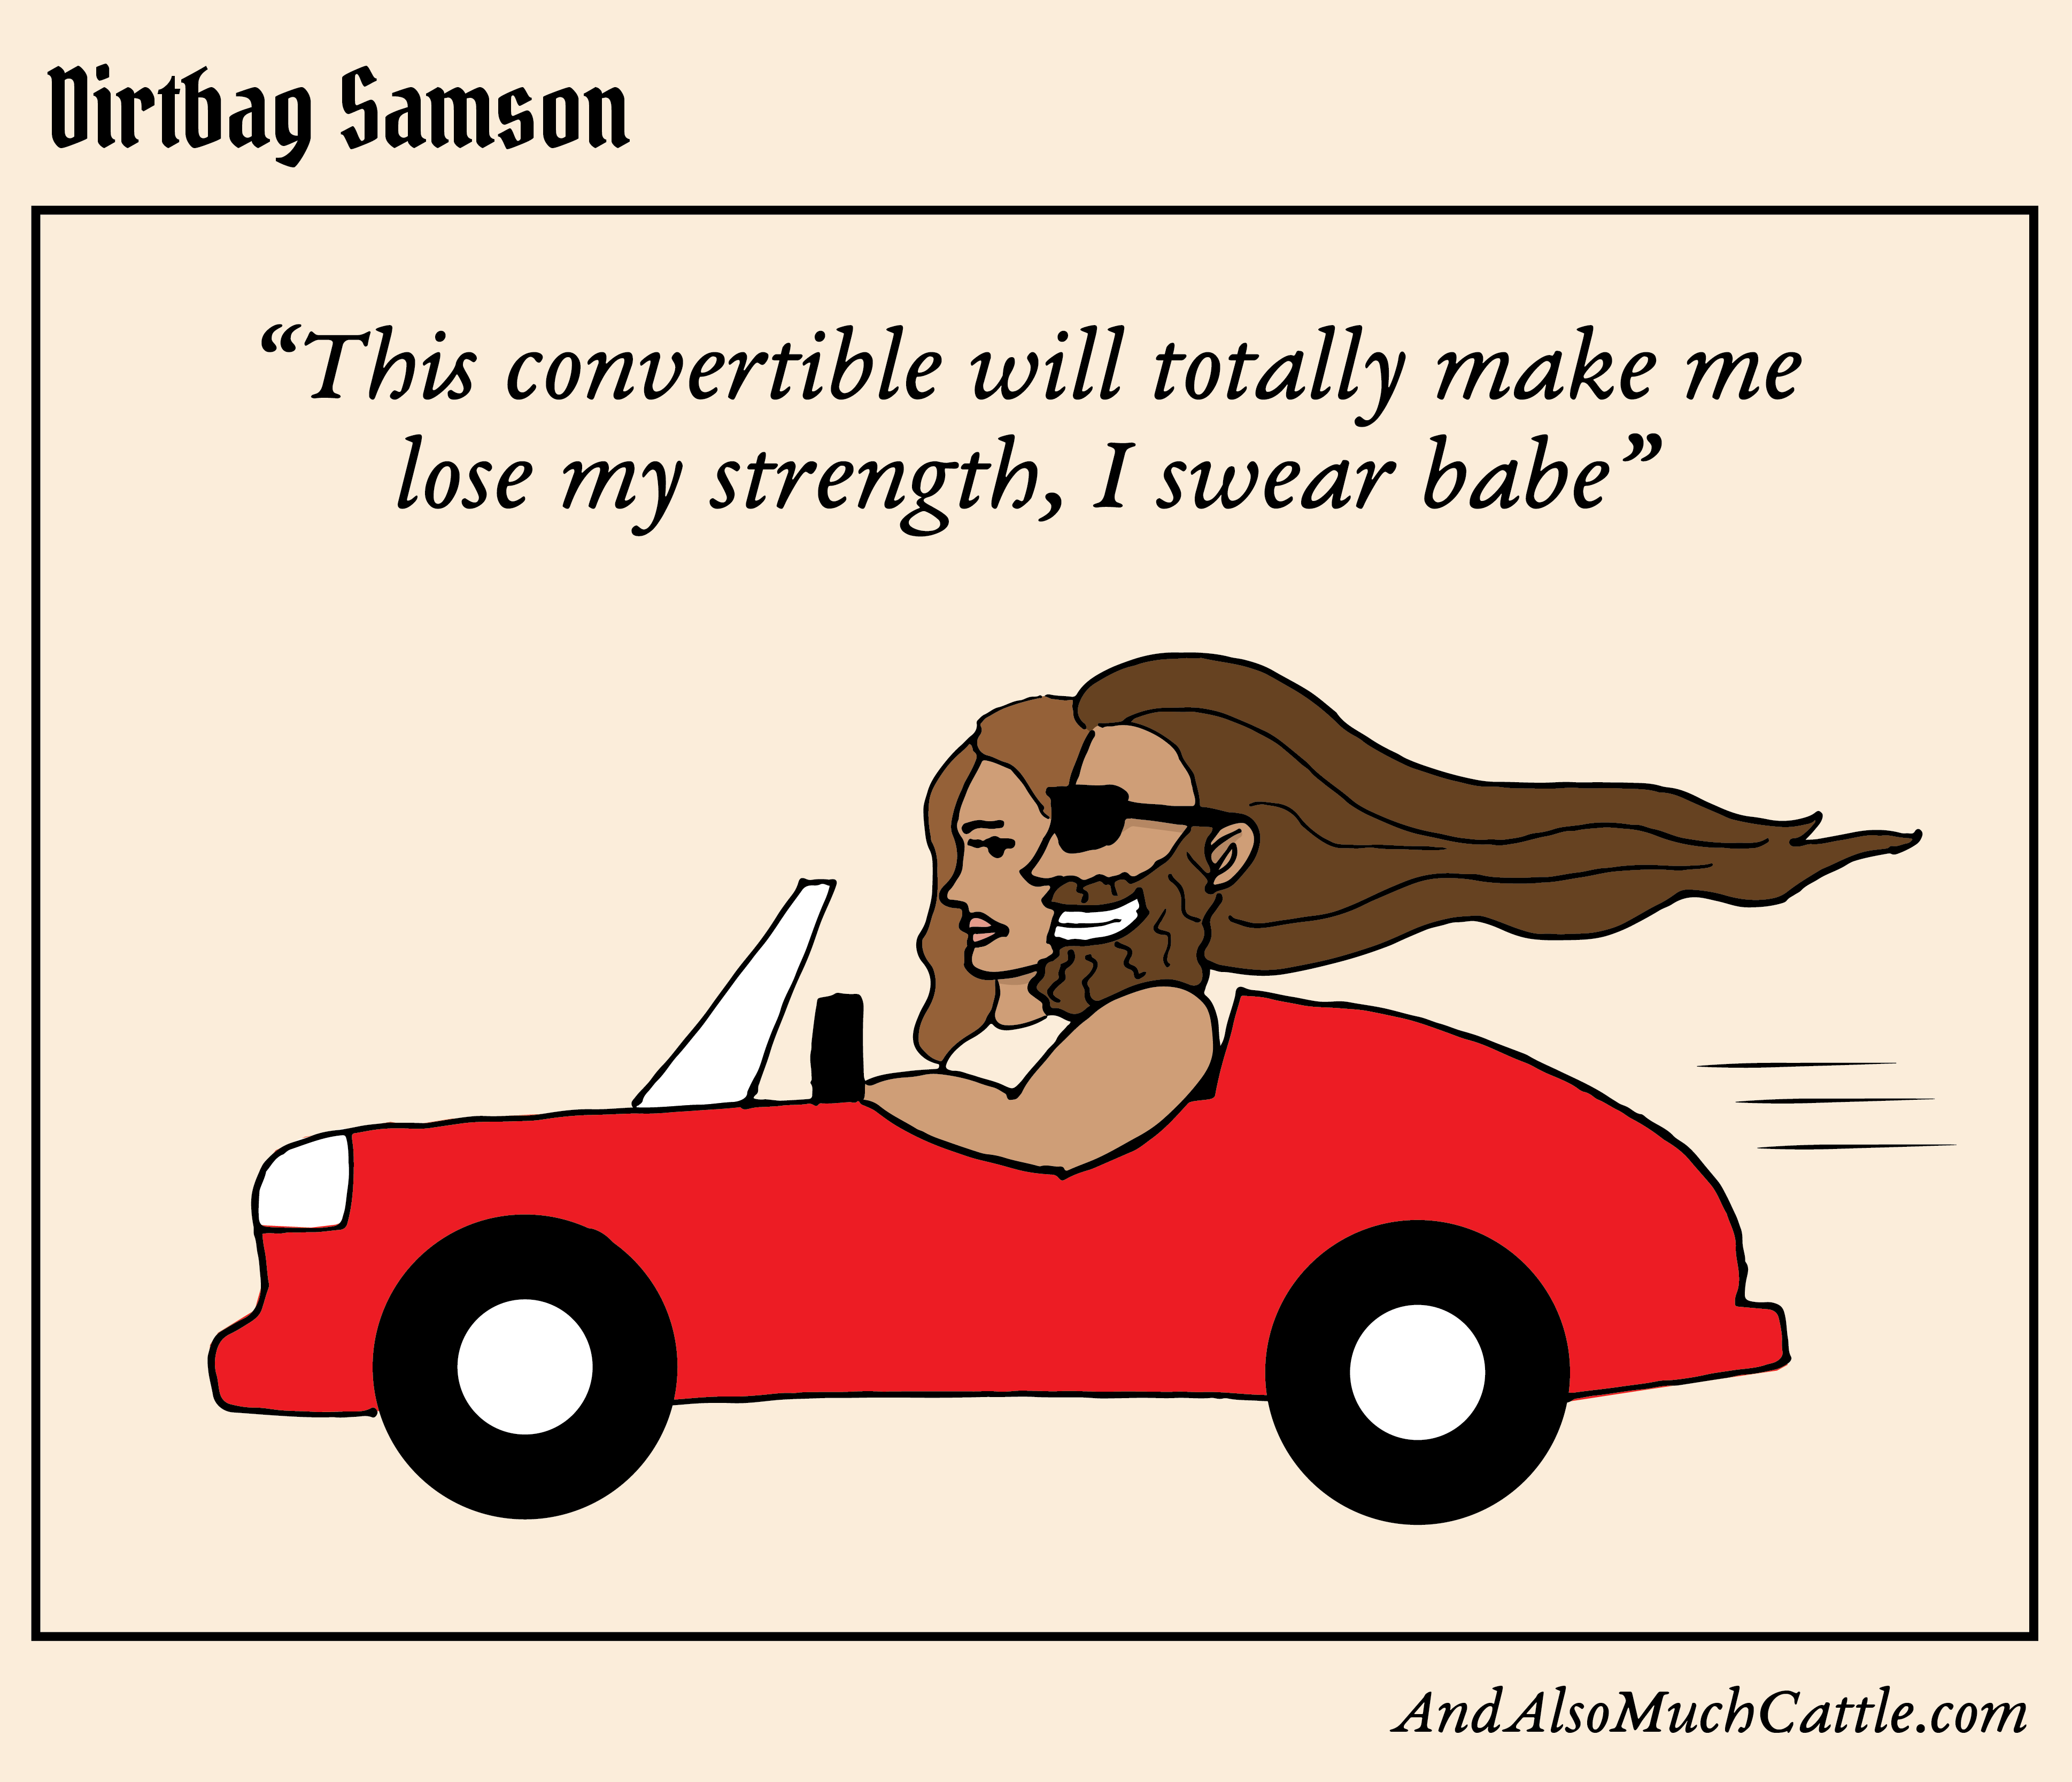 Dirtbag Samson
“This convertible will totally make me
lose my strength, I swear babe”
AndAlsoMuchCattle.com